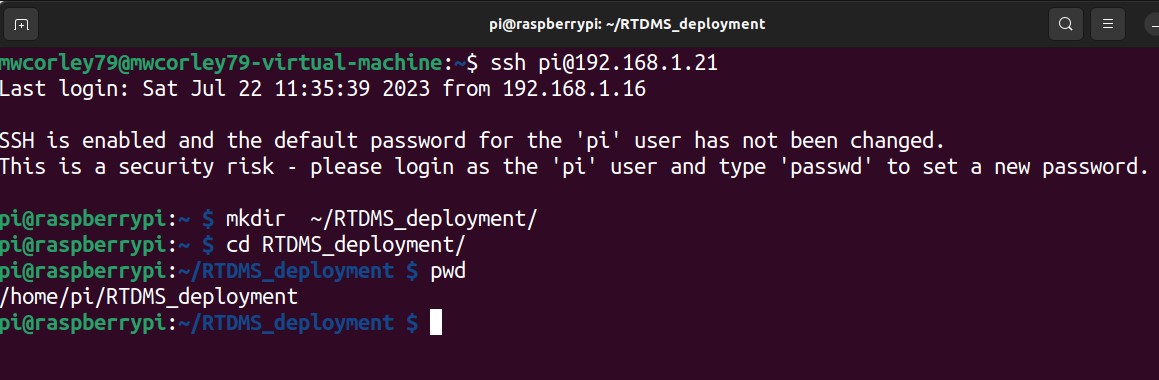 pi@raspberrypi: ~/RTDMS_deployment
mwcorley79@mwcorley79-virtual-machine:~$ ssh pi@192.168.1.21
Last login: Sat Jul 22 11:35:39 2023 from 192.168.1.16
SSH is enabled and the default password for the 'pi' user has not been changed.
This is a security risk - please login as the 'pi' user and type 'passwd' to set a new password.
pi@raspberrypi:~ $ mkdir  ~/RTDMS_deployment/
pi@raspberrypi:~ $ cd RTDMS_deployment/
pi@raspberrypi:~/RTDMS_deployment $ pwd
/home/pi/RTDMS_deployment
pi@raspberrypi:~/RTDMS_deployment $